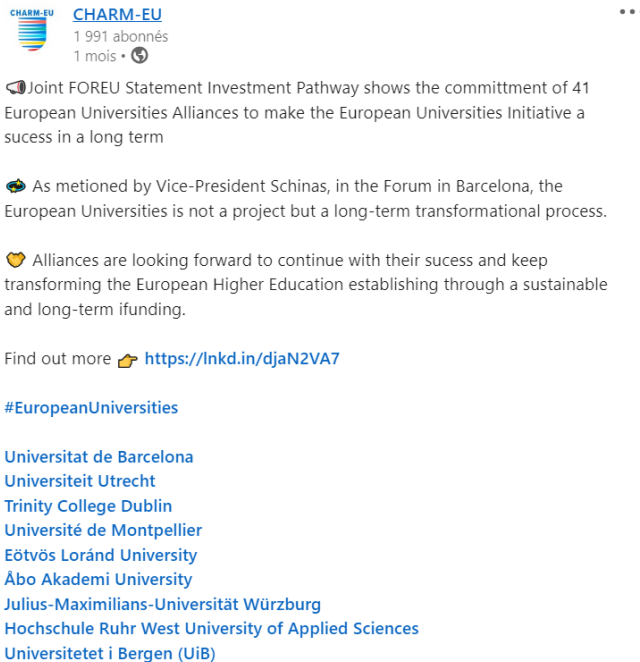 CHARM-EU
CHARM-EU
1 991 abonnés
1 mois •
Joint FOREU Statement Investment Pathway shows the committment of 41
European Universities Alliances to make the European Universities Initiative a
sucess in a long term
As metioned by Vice-President Schinas, in the Forum in Barcelona, the
European Universities is not a project but a long-term transformational process.
Alliances are looking forward to continue with their sucess and keep
transforming the European Higher Education establishing through a sustainable
and long-term ifunding.
Find out more 👉 https://lnkd.in/djaN2VA7
#EuropeanUniversities
Universitat de Barcelona
Universiteit Utrecht
Trinity College Dublin
Université de Montpellier
Eötvös Loránd University
Åbo Akademi University
Julius-Maximilians-Universität Würzburg
Hochschule Ruhr West University of Applied Sciences
Universitetet i Bergen (UiB)